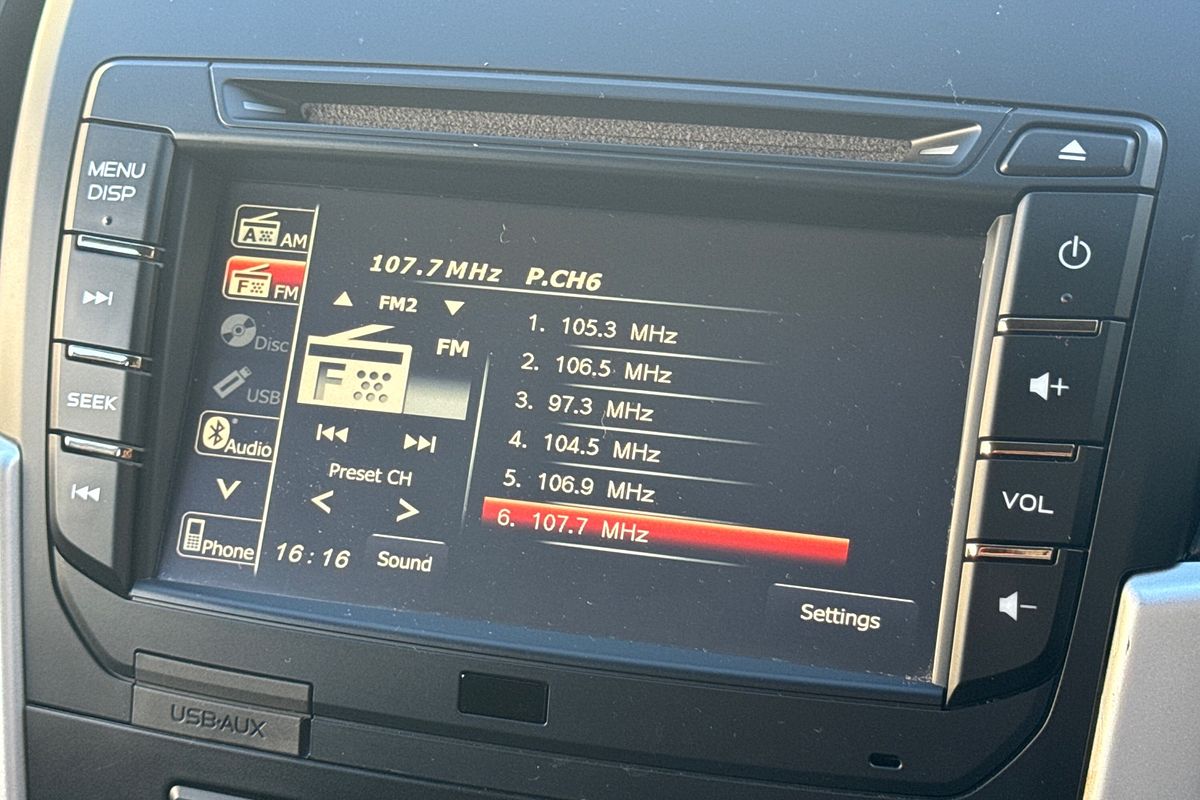 MENU
DISP
SEEK
USB·AUX
A AM
F FM
Disc
USB
Audio
Phone
107.7MHz P.CH6
FM2
FM
F
Preset CH
16:16
Sound
1. 105.3 MHz
2. 106.5 MHz
3. 97.3 MHz
4. 104.5 MHz
5. 106.9 MHz
6. 107.7 MHz
Settings
VOL